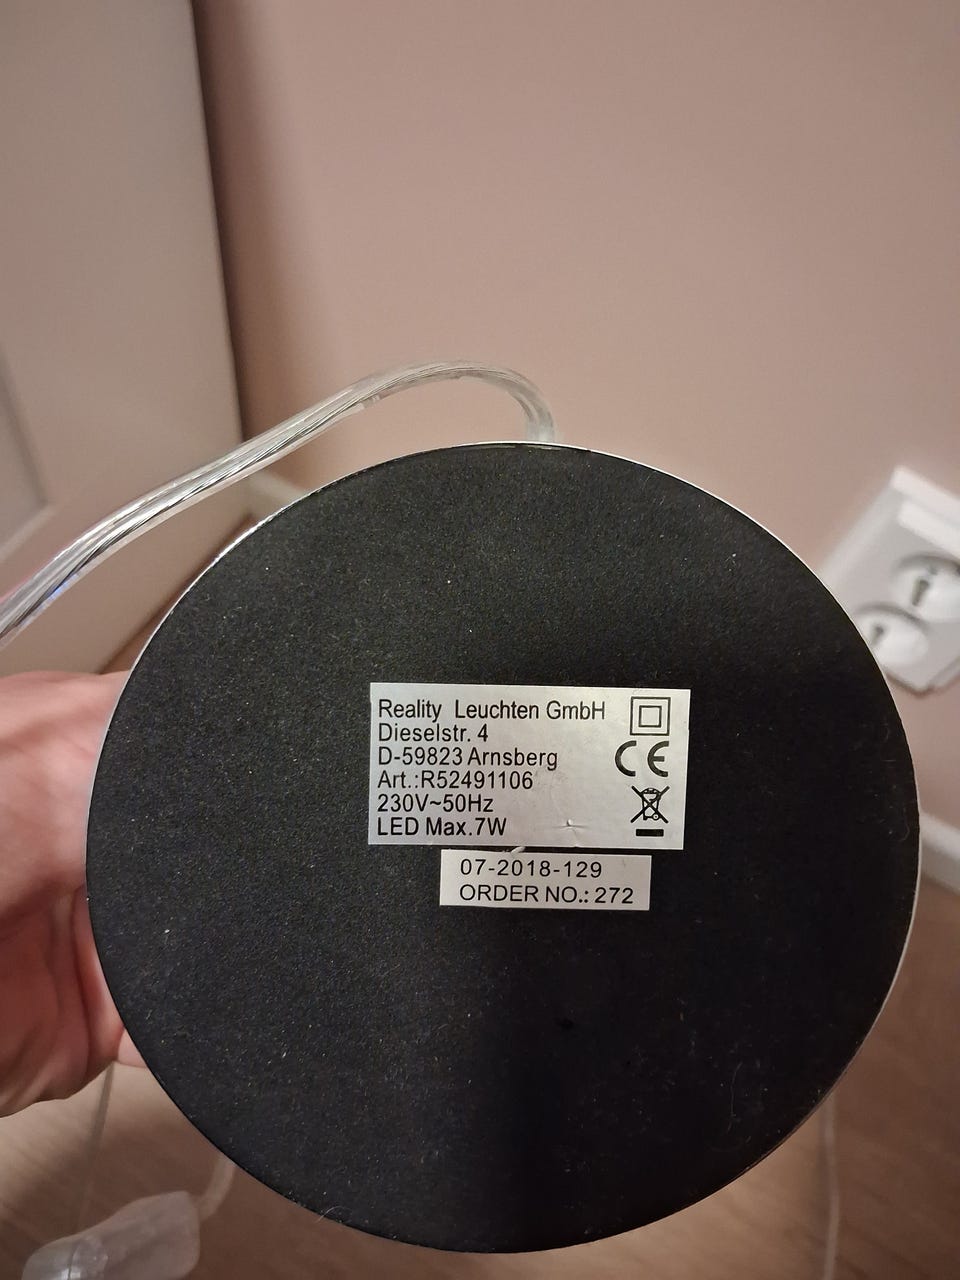 Reality Leuchten GmbH
Dieselstr. 4
D-59823 Arnsberg
Art.:R52491106
230V~50Hz
LED Max.7W
CE
07-2018-129
ORDER NO.: 272